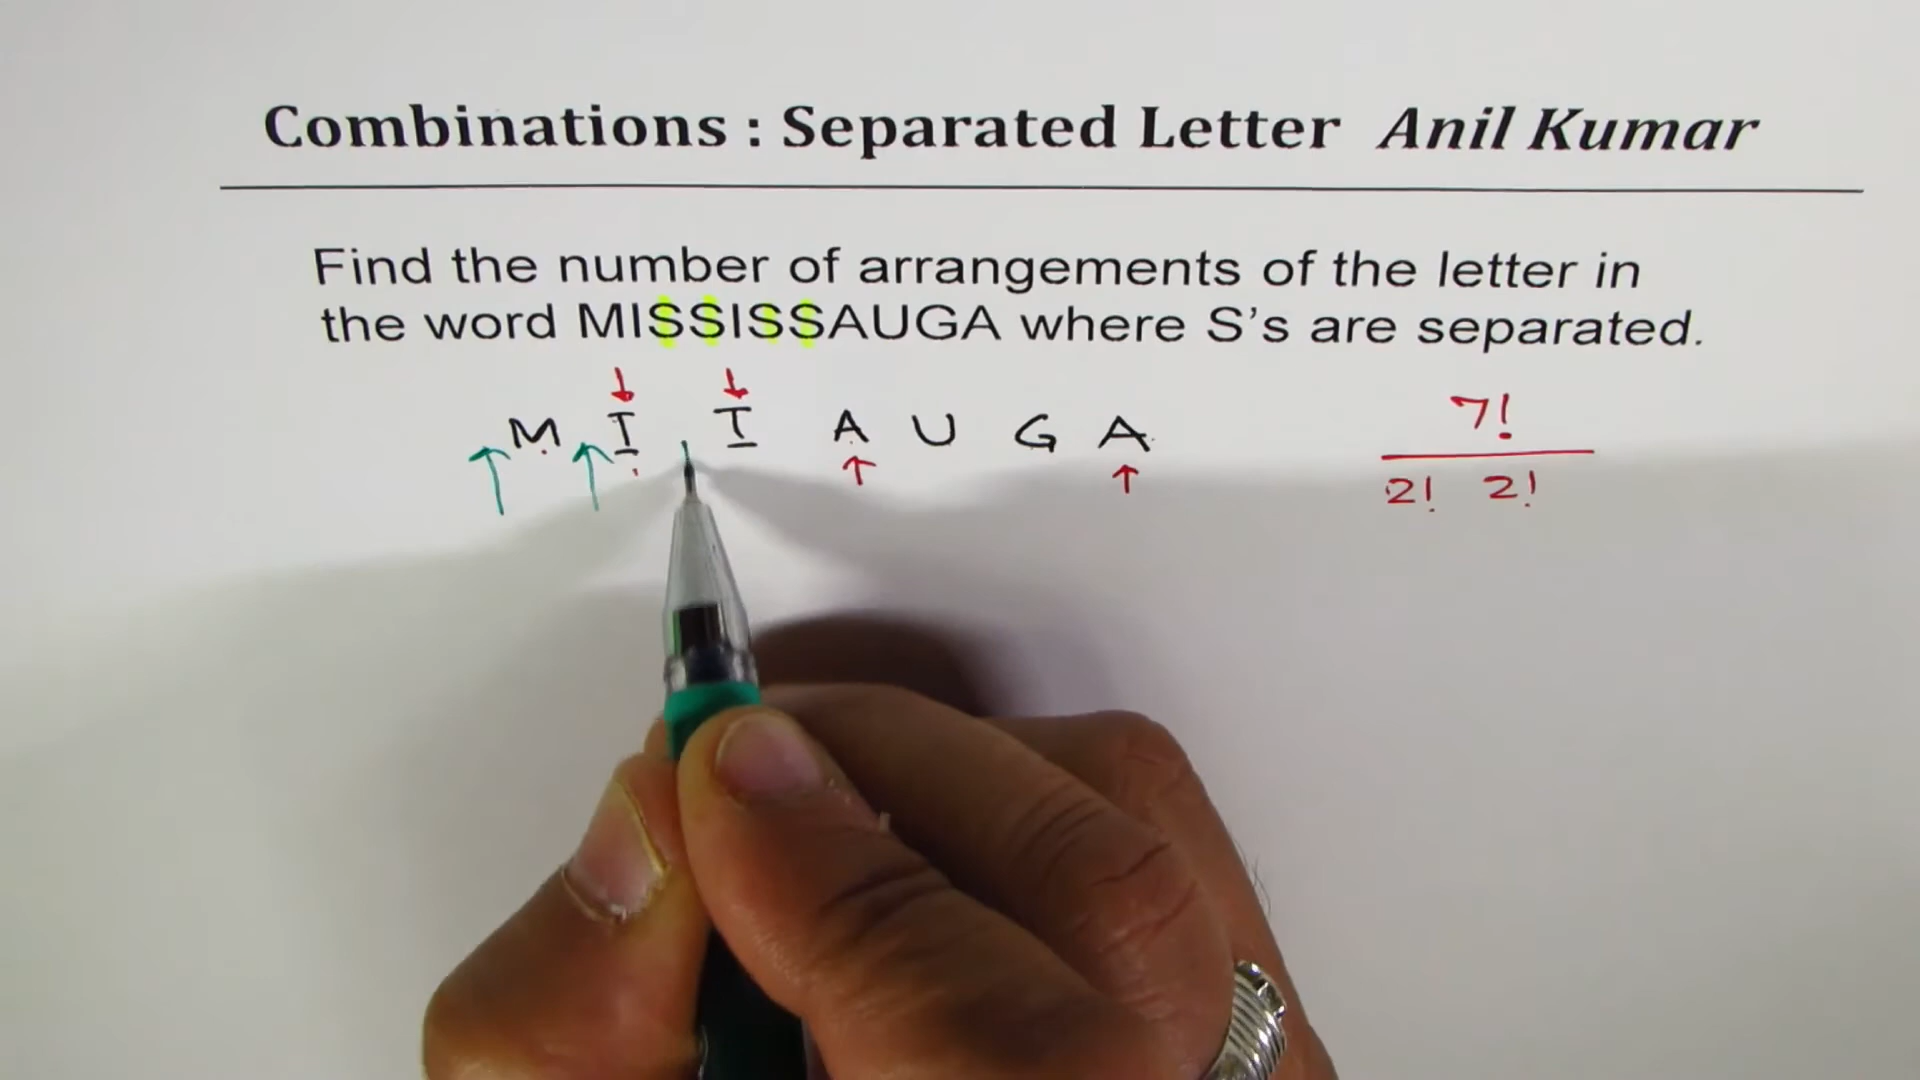 Combinations : Separated Letter Anil Kumar
Find the number of arrangements of the letter in
the word MISSISSAUGA where S's are separated.
M I I A U G A
7!
2! 2!